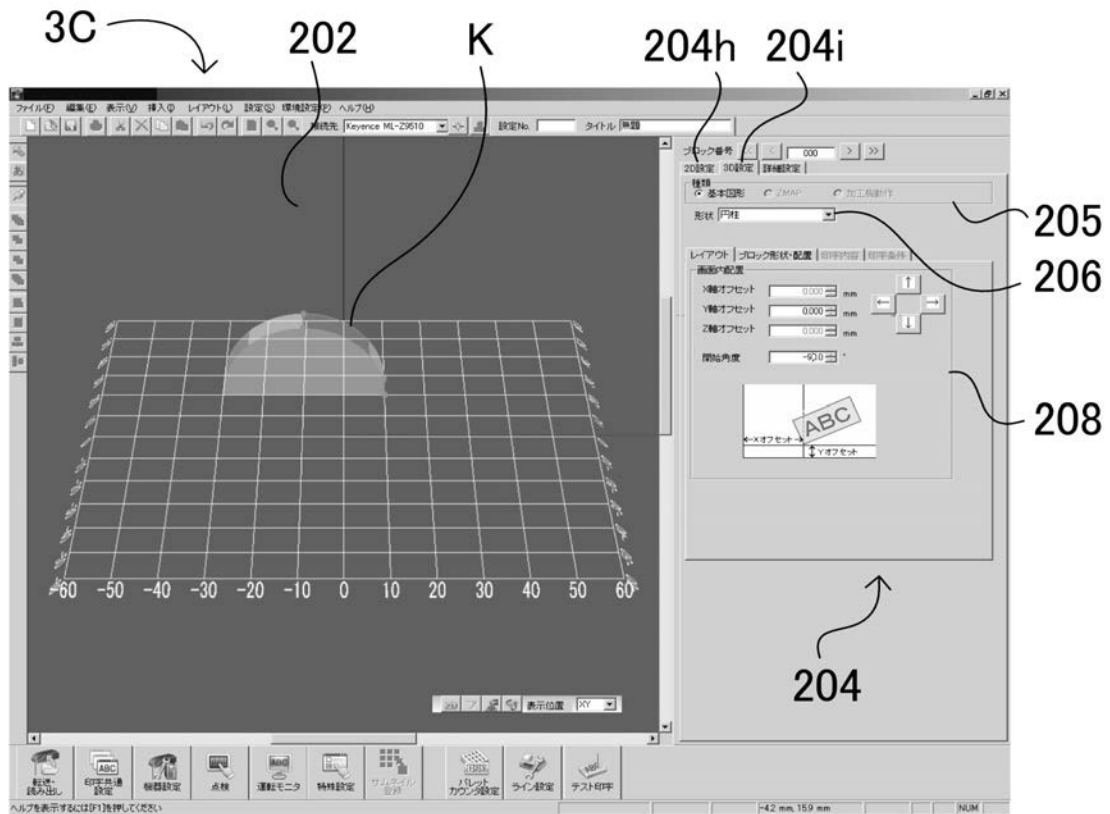 3C
202
K
204h
204i
ファイル(F) 編集(E) 表示(V) 挿入(I) レイアウト(L) 設定(S) 環境設定(P) ヘルプ(H)
接続先 Keyence ML-Z9510 設定No. タイトル 無題
ブロック番号 << < 000 > >>
2D設定 3D設定 詳細設定
種類
基本図形 ZMAP 加工機動作
205
形状 円柱
206
レイアウト ブロック形状・配置 印字内容 印字条件
画面内配置
X軸オフセット 0.000 mm
Y軸オフセット 0.000 mm
Z軸オフセット 0.000 mm
開始角度 -90.0 °
ABC
←Xオフセット→
Yオフセット
208
204
-60 -50 -40 -30 -20 -10 0 10 20 30 40 50 60
2D 表示位置 XY
転送・読み出し
印字共通設定
機器設定
点検
運転モニタ
特殊設定
サムネイル登録
パレットカウンタ設定
ライン設定
テスト印字
ヘルプを表示するには[F1]を押してください
-4.2 mm, 15.9 mm
NUM